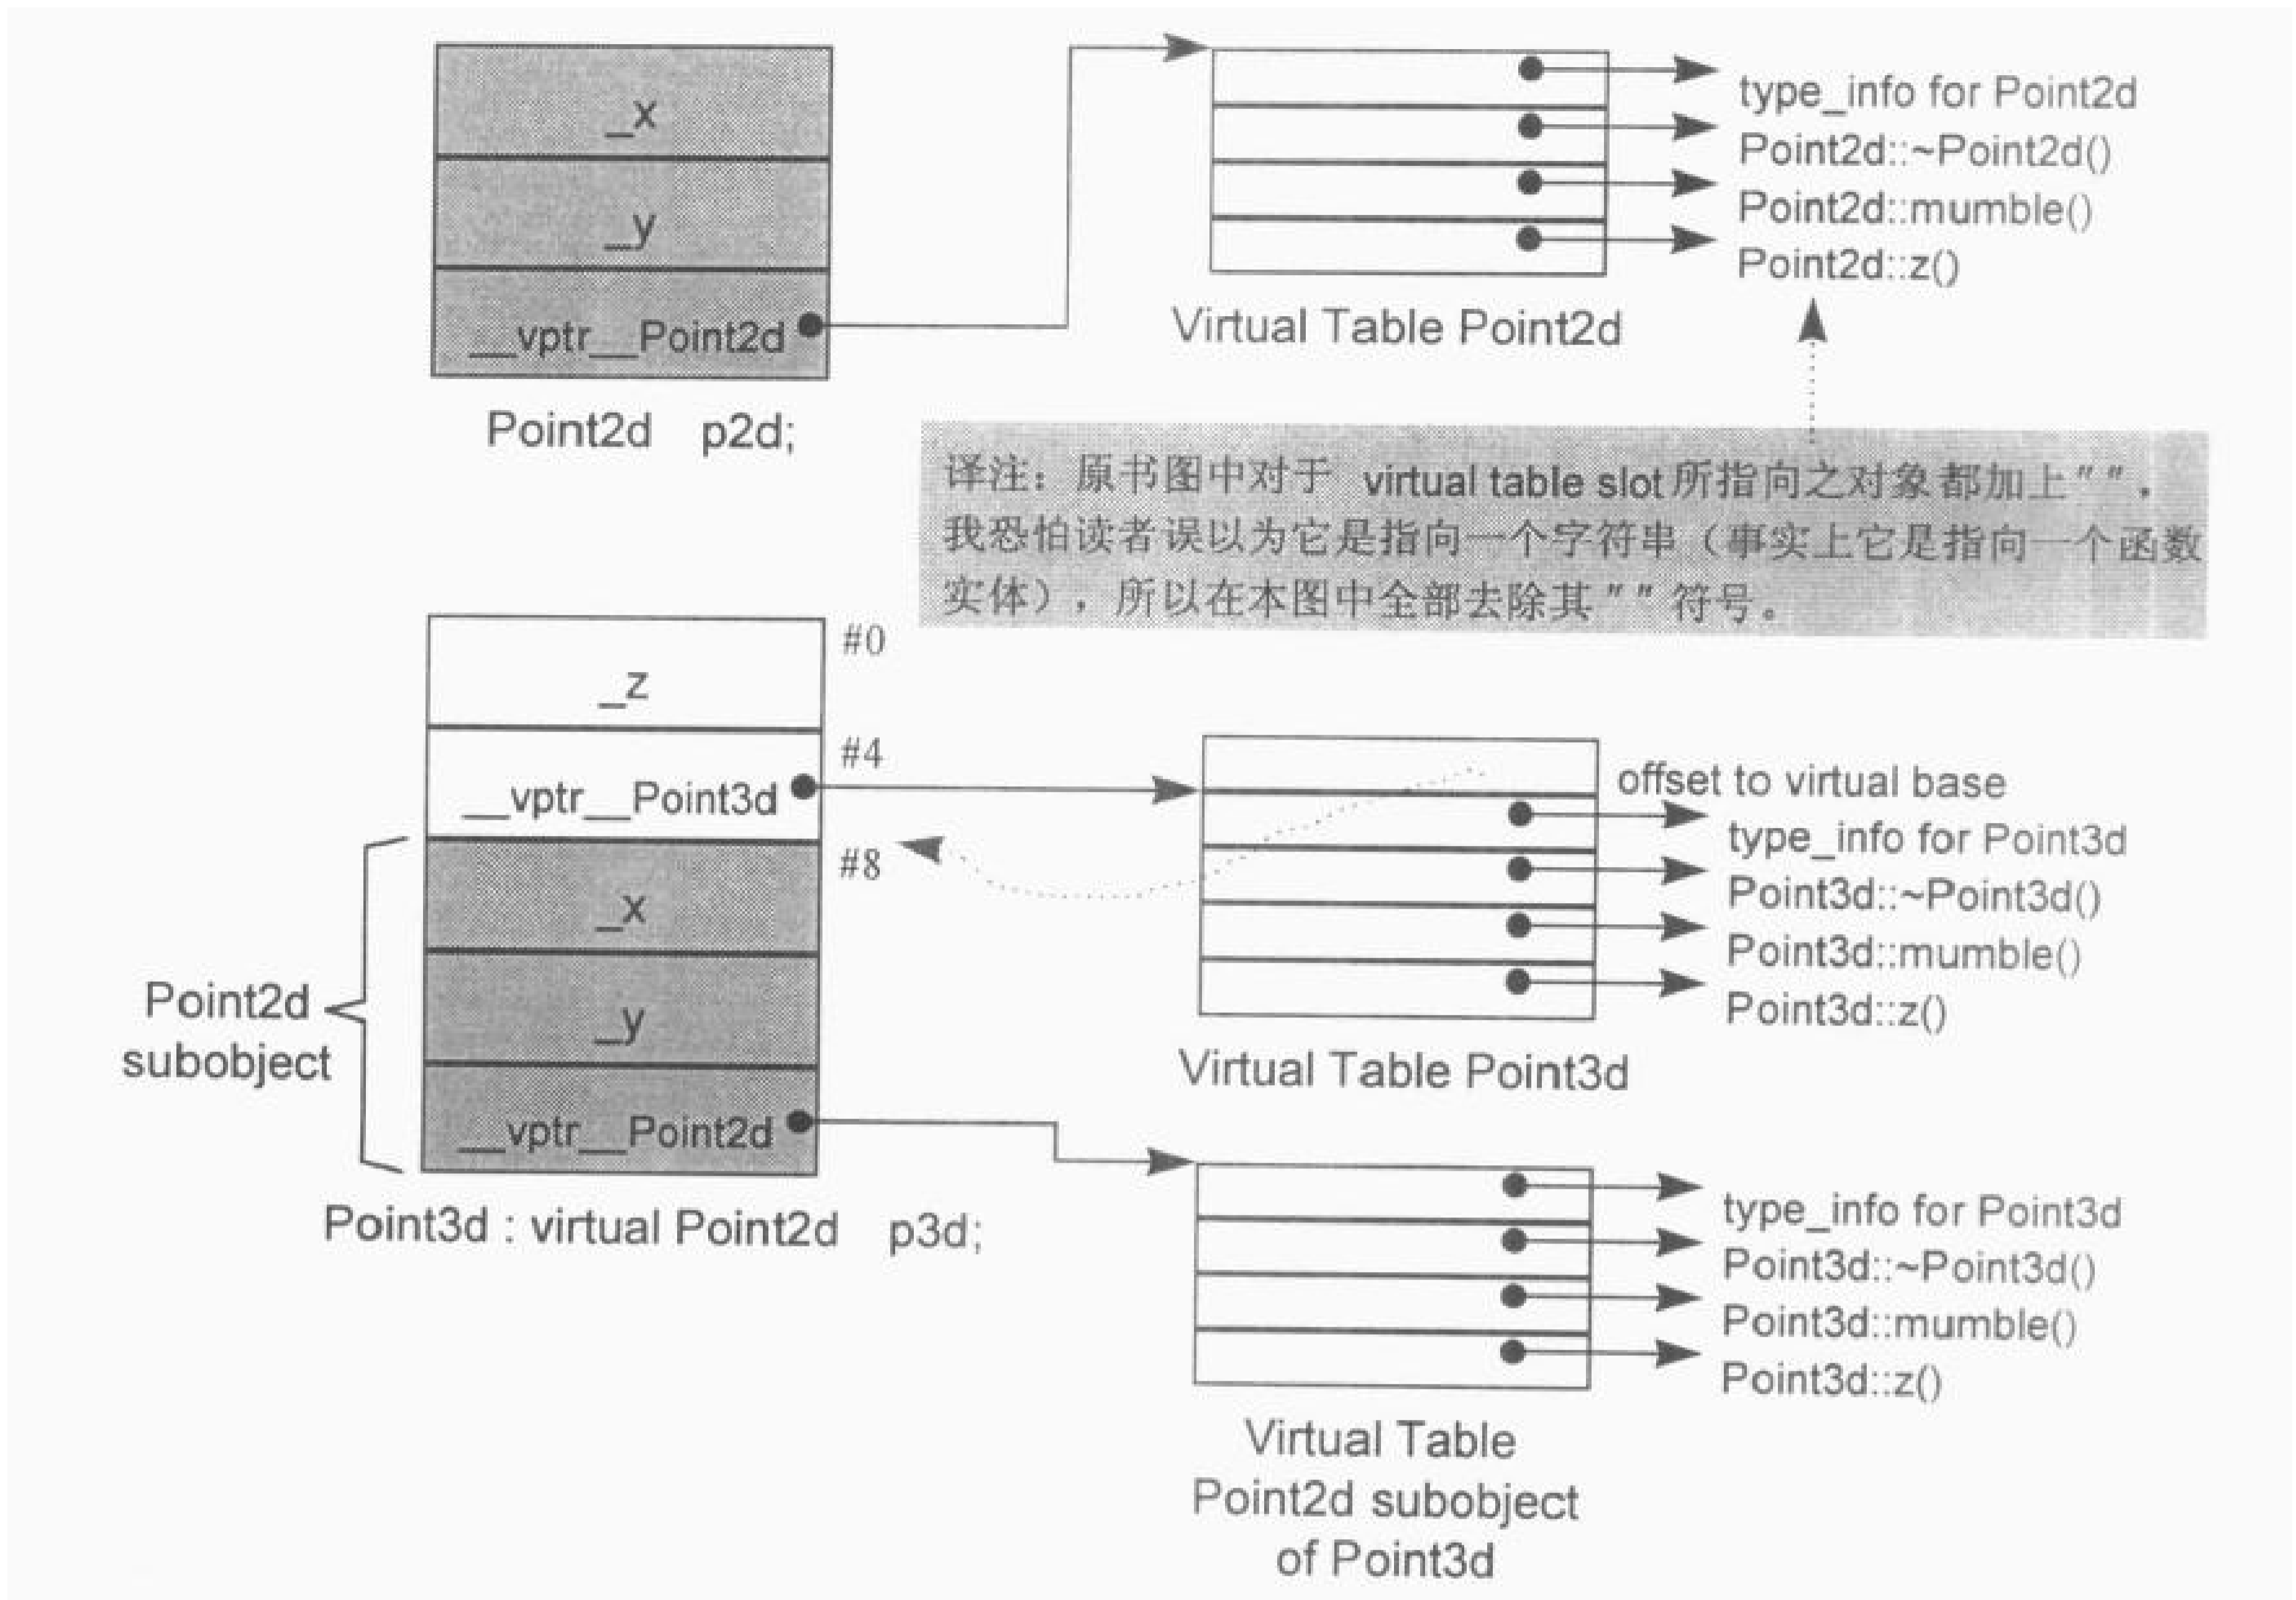 _x
_y
__vptr__Point2d
Point2d p2d;
type_info for Point2d
Point2d::~Point2d()
Point2d::mumble()
Point2d::z()
Virtual Table Point2d
译注：原书图中对于 virtual table slot 所指向之对象都加上""，
我恐怕读者误以为它是指向一个字符串（事实上它是指向一个函数
实体），所以在本图中全部去除其""符号。
#0
_z
#4
__vptr__Point3d
#8
_x
_y
__vptr__Point2d
Point2d
subobject
Point3d : virtual Point2d p3d;
offset to virtual base
type_info for Point3d
Point3d::~Point3d()
Point3d::mumble()
Point3d::z()
Virtual Table Point3d
type_info for Point3d
Point3d::~Point3d()
Point3d::mumble()
Point3d::z()
Virtual Table
Point2d subobject
of Point3d